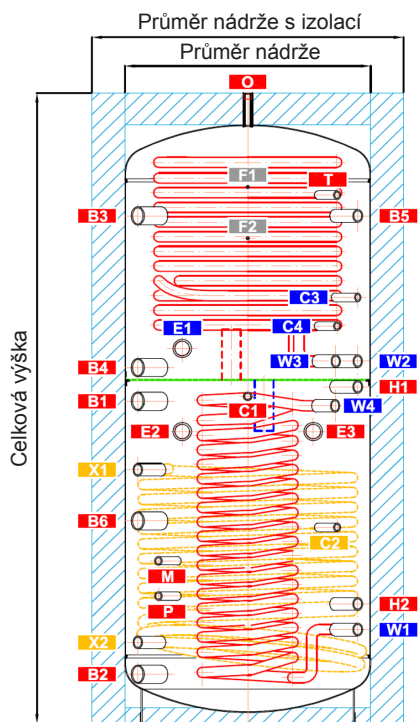 Průměr nádrže s izolací
Průměr nádrže
O
F1
T
B3
B5
F2
C3
E1
C4
B4
W3
W2
H1
B1
C1
W4
E2
E3
X1
B6
C2
M
P
H2
W1
X2
B2
Celková výška